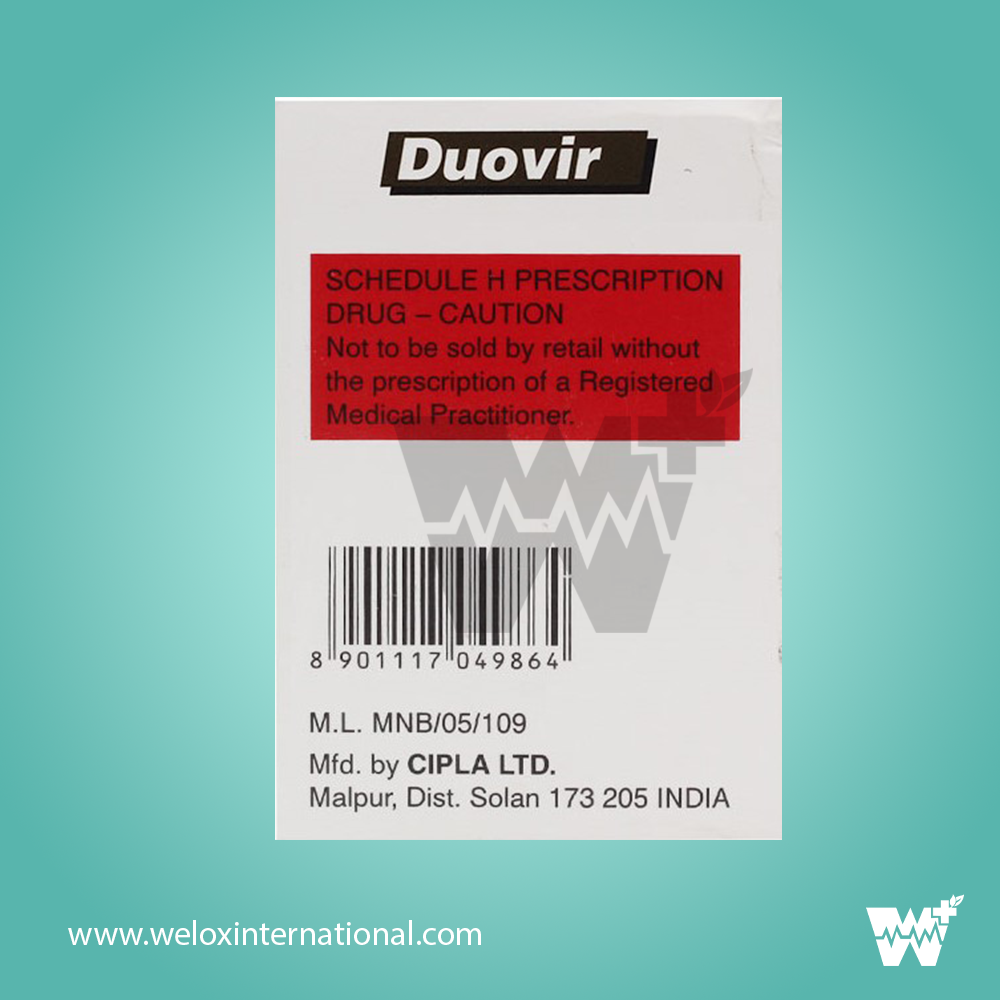 Duovir
SCHEDULE H PRESCRIPTION
DRUG – CAUTION
Not to be sold by retail without
the prescription of a Registered
Medical Practitioner.
8 901117 049864
M.L. MNB/05/109
Mfd. by CIPLA LTD.
Malpur, Dist. Solan 173 205 INDIA
www.weloxinternational.com